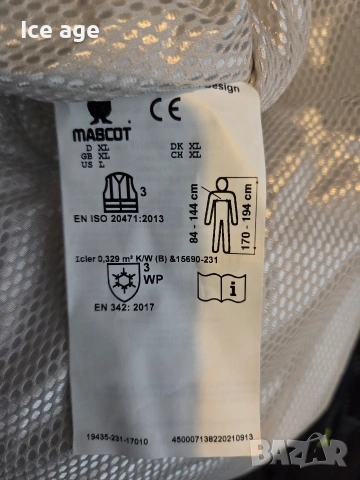 Ice age
Design
CE
MASCOT
D XL DK XL
GB XL CH XL
US L
3
EN ISO 20471:2013
84 - 144 cm
170 - 194 cm
Icler 0,329 m² K/W (B) &15690-231
3
WP
i
EN 342: 2017
19435-231-17010 450007138220210913
bazar